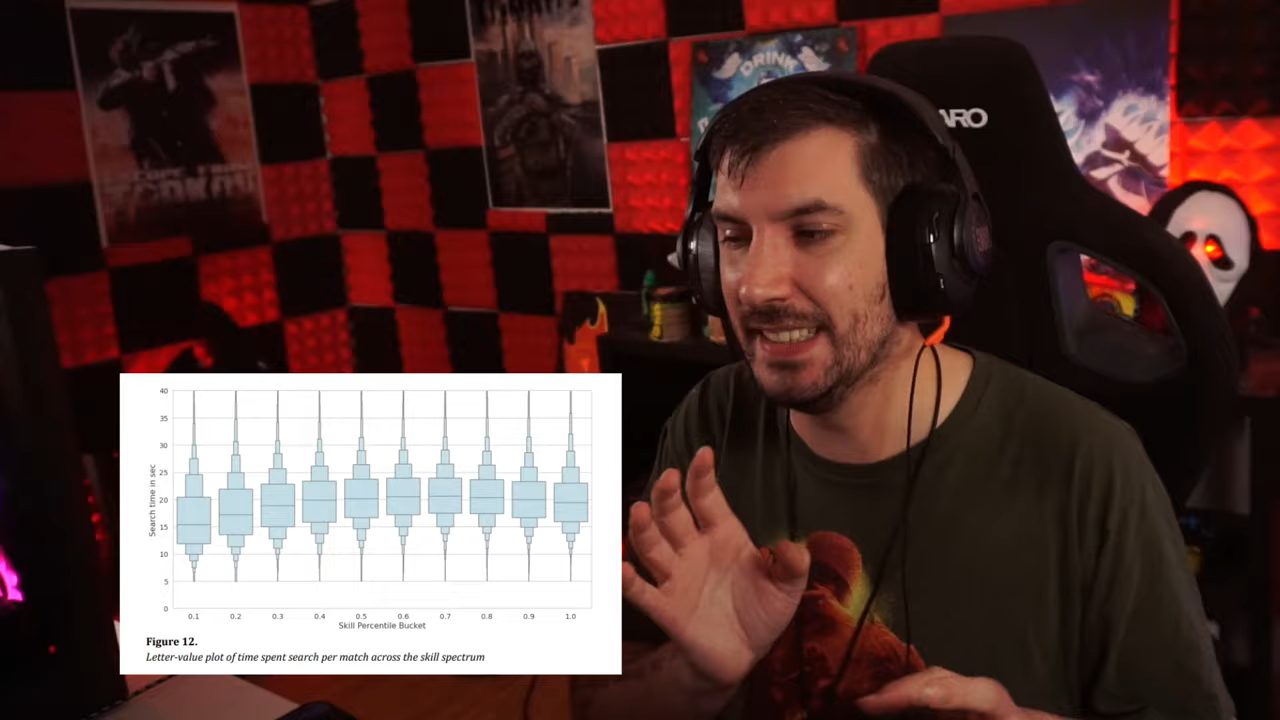 DRINK
ARO
40
35
30
25
20
15
10
5
0
Search time in sec
0.1 0.2 0.3 0.4 0.5 0.6 0.7 0.8 0.9 1.0
Skill Percentile Bucket
Figure 12.
Letter-value plot of time spent search per match across the skill spectrum